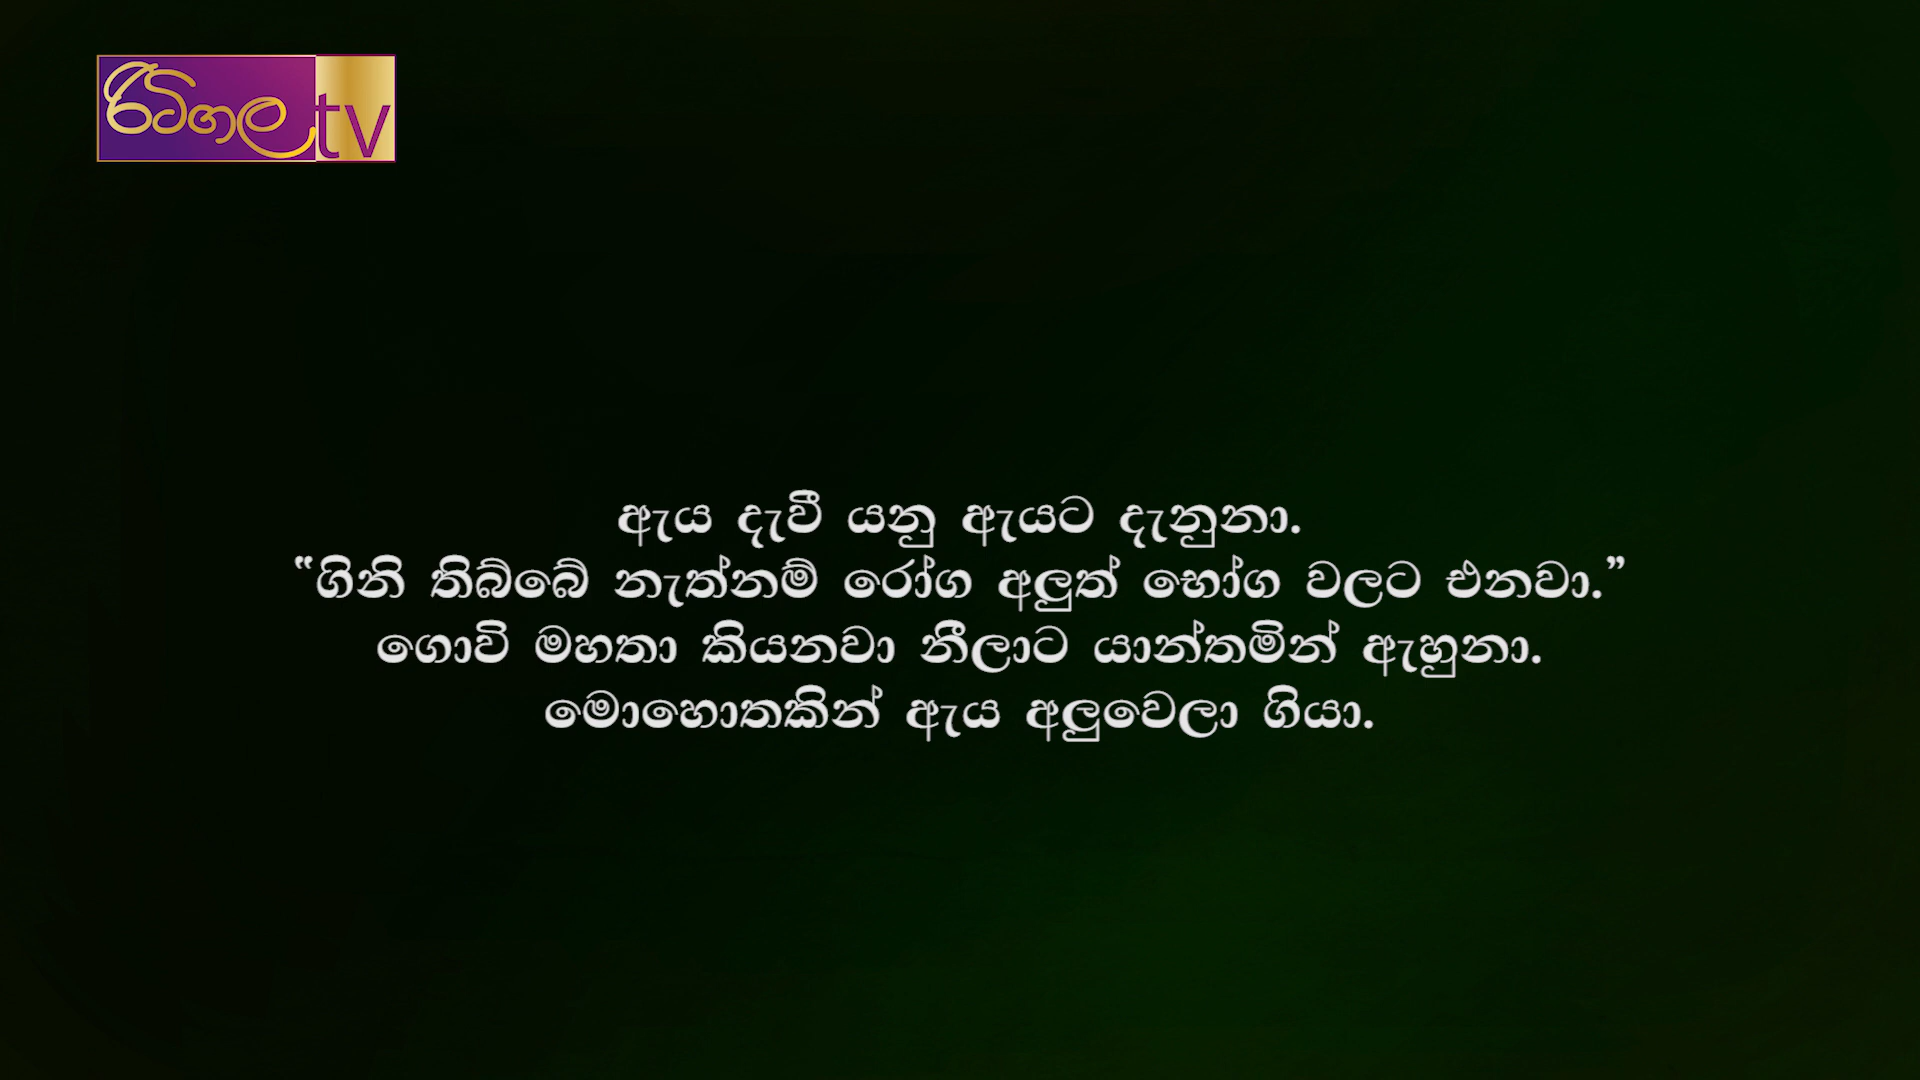 රිටිගල tv
ඇය දැවී යනු ඇයට දැනුනා.
“ගිනි තිබ්බේ නැත්නම් රෝග අලුත් භෝග වලට එනවා.”
ගොවි මහතා කියනවා නීලාට යාන්තමින් ඇහුනා.
මොහොතකින් ඇය අලුවෙලා ගියා.